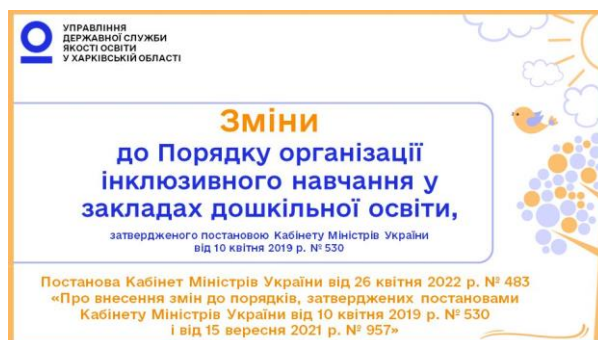 УПРАВЛІННЯ
ДЕРЖАВНОЇ СЛУЖБИ
ЯКОСТІ ОСВІТИ
У ХАРКІВСЬКІЙ ОБЛАСТІ
Зміни
до Порядку організації
інклюзивного навчання у
закладах дошкільної освіти,
затвердженого постановою Кабінету Міністрів України
від 10 квітня 2019 р. № 530
Постанова Кабінет Міністрів України від 26 квітня 2022 р. № 483
«Про внесення змін до порядків, затверджених постановами
Кабінету Міністрів України від 10 квітня 2019 р. № 530
і від 15 вересня 2021 р. № 957»